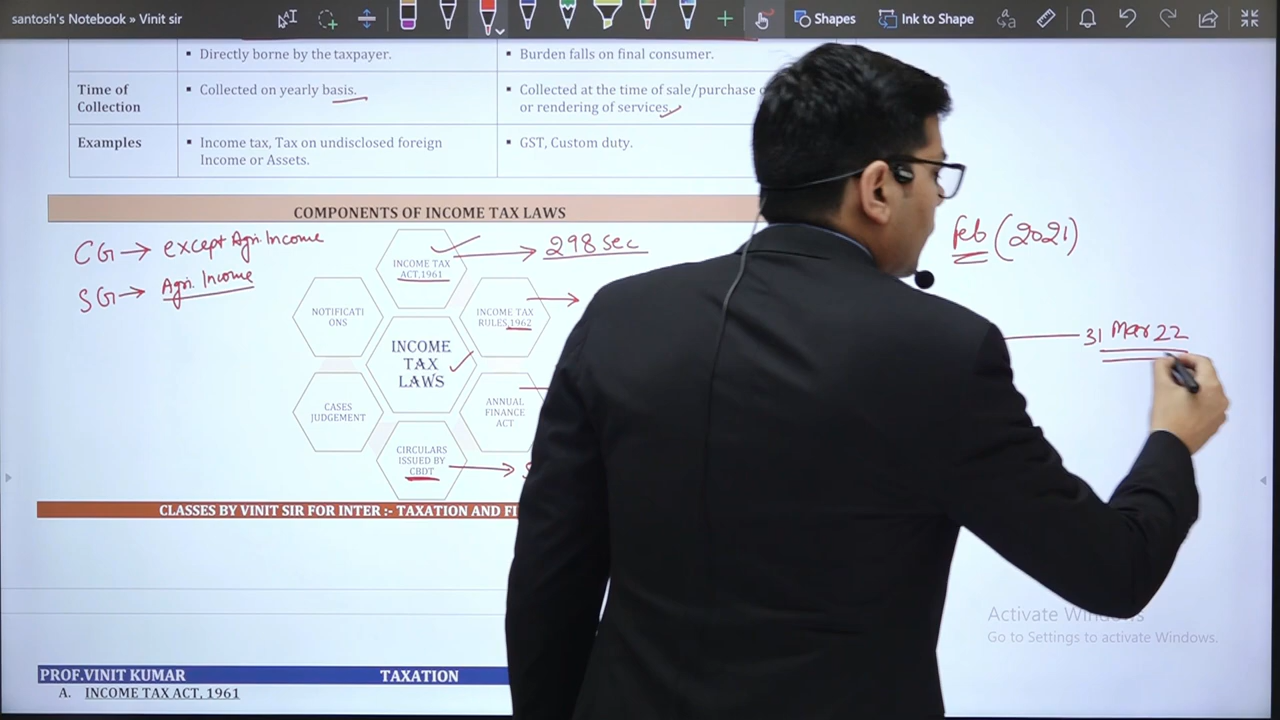 santosh's Notebook » Vinit sir
Shapes
Ink to Shape
Directly borne by the taxpayer.
Burden falls on final consumer.
Time of Collection
Collected on yearly basis.
Collected at the time of sale/purchase
or rendering of services.
Examples
Income tax, Tax on undisclosed foreign
Income or Assets.
GST, Custom duty.
COMPONENTS OF INCOME TAX LAWS
CG → except Agri. Income
SG → Agri. Income
INCOME TAX
ACT,1961
298 Sec
NOTIFICATI
ONS
INCOME TAX
RULES,1962
INCOME
TAX
LAWS
CASES
JUDGEMENT
ANNUAL
FINANCE
ACT
CIRCULARS
ISSUED BY
CBDT
Feb (2021)
31 Mar 22
CLASSES BY VINIT SIR FOR INTER :- TAXATION AND
Activate
Go to Settings to activate Windows.
PROF.VINIT KUMAR
TAXATION
A. INCOME TAX ACT, 1961